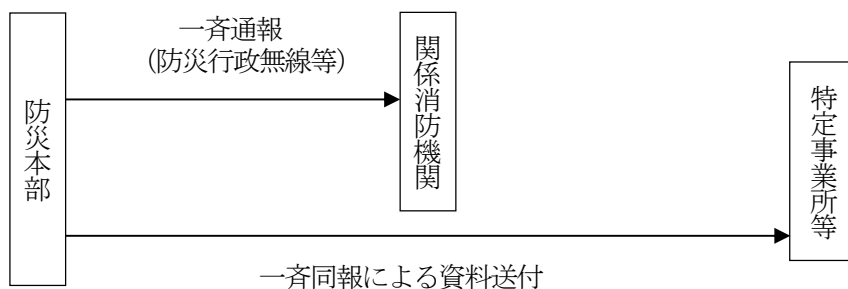 一斉通報
(防災行政無線等)
防災本部
関係消防機関
特定事業所等
一斉同報による資料送付